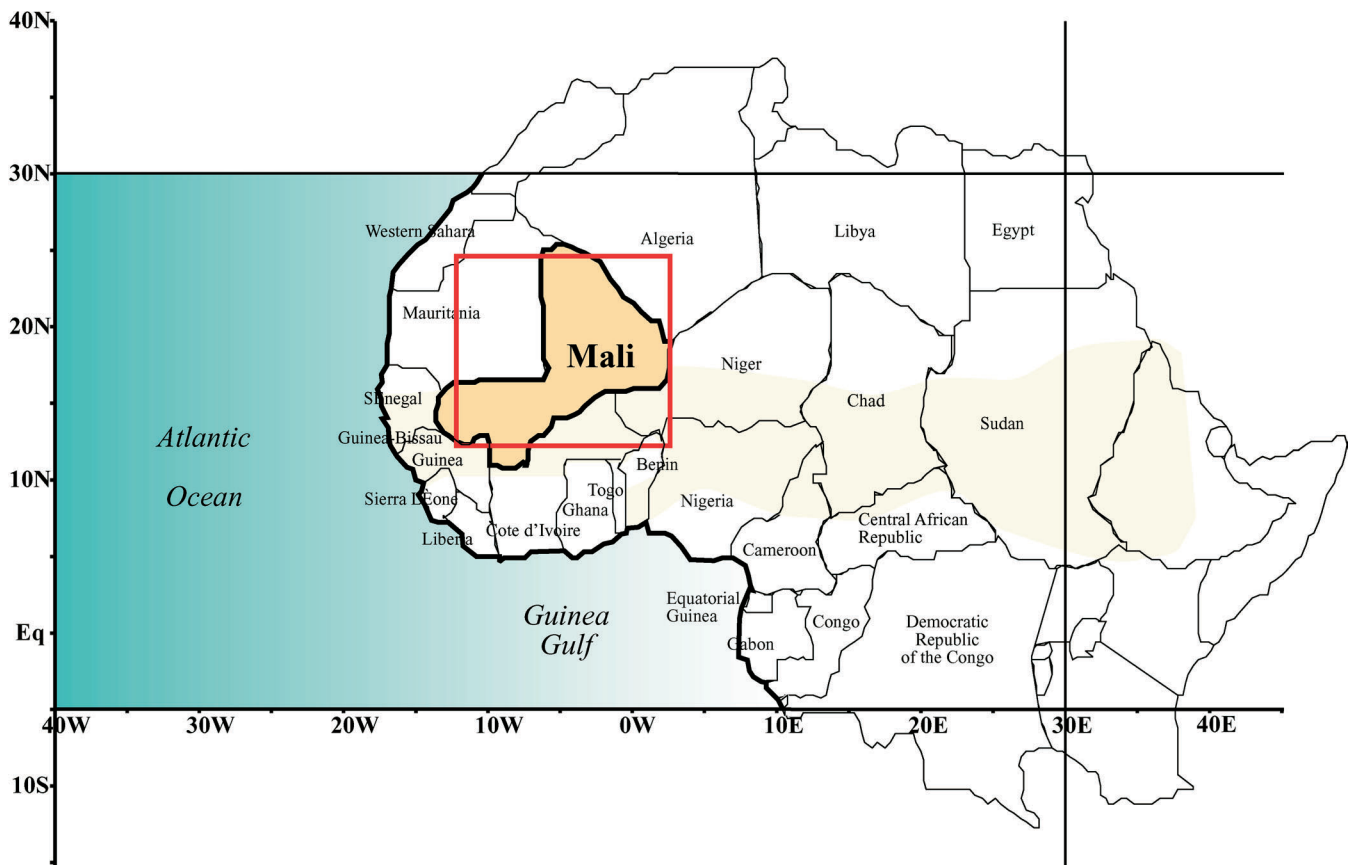 40N
30N
Western Sahara
Algeria
Libya
Egypt
20N
Mauritania
Mali
Niger
Chad
Sudan
Senegal
Atlantic
Ocean
Guinea-Bissau
Guinea
10N
Benin
Sierra Leone
Togo
Ghana
Nigeria
Liberia
Cote d'Ivoire
Central African
Republic
Cameroon
Guinea
Gulf
Equatorial
Guinea
Gabon
Congo
Democratic
Republic
of the Congo
Eq
40W
30W
20W
10W
0W
10E
20E
30E
40E
10S